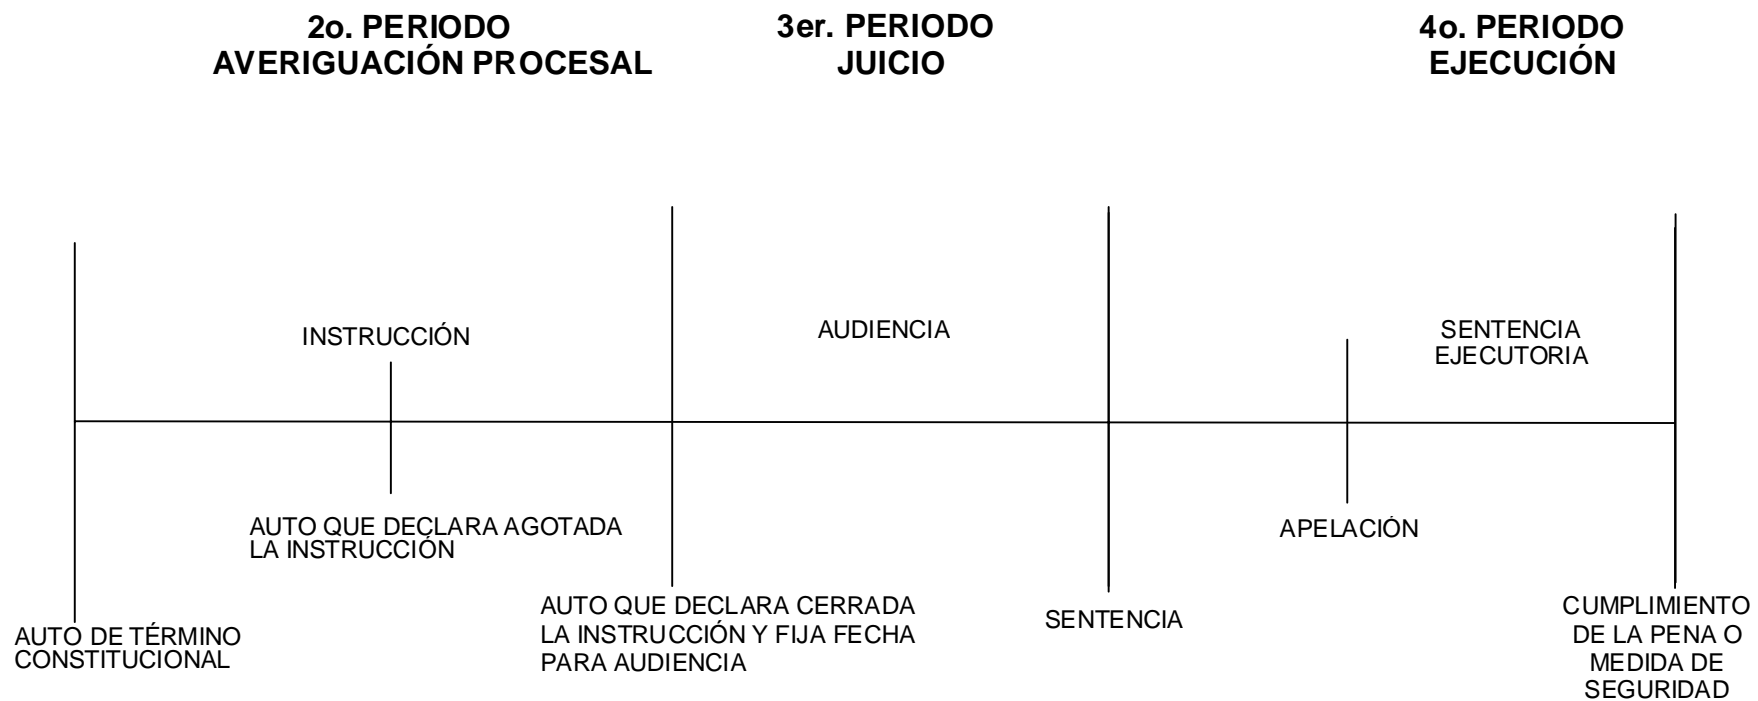 2o. PERIODO
AVERIGUACIÓN PROCESAL
3er. PERIODO
JUICIO
4o. PERIODO
EJECUCIÓN
INSTRUCCIÓN
AUDIENCIA
SENTENCIA
EJECUTORIA
AUTO QUE DECLARA AGOTADA
LA INSTRUCCIÓN
APELACIÓN
AUTO DE TÉRMINO
CONSTITUCIONAL
AUTO QUE DECLARA CERRADA
LA INSTRUCCIÓN Y FIJA FECHA
PARA AUDIENCIA
SENTENCIA
CUMPLIMIENTO
DE LA PENA O
MEDIDA DE
SEGURIDAD